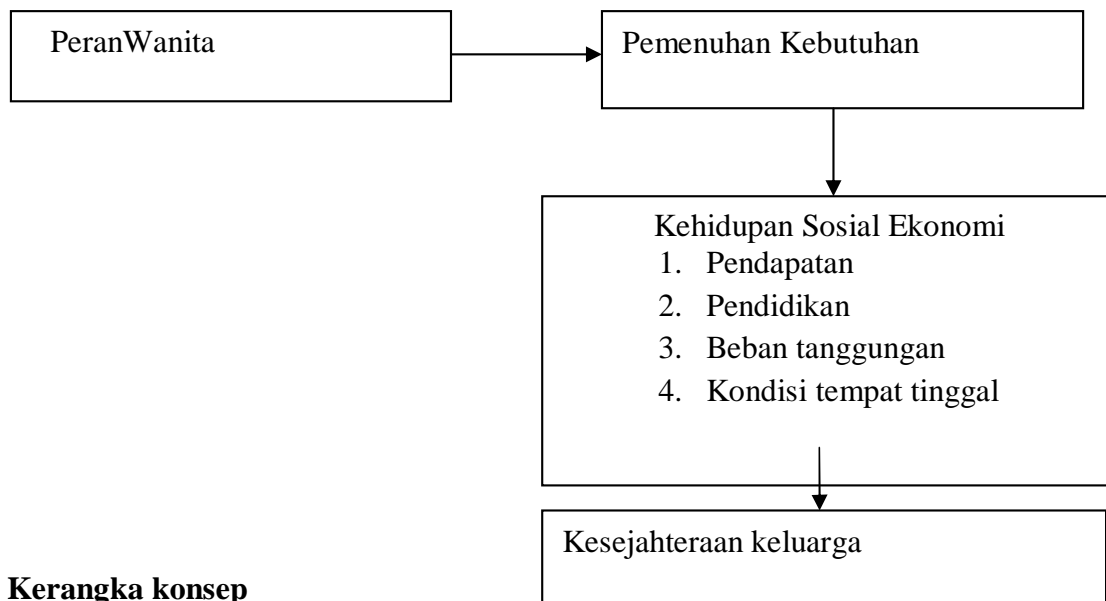 PeranWanita
Pemenuhan Kebutuhan
Kehidupan Sosial Ekonomi
1. Pendapatan
2. Pendidikan
3. Beban tanggungan
4. Kondisi tempat tinggal
Kesejahteraan keluarga
Kerangka konsep